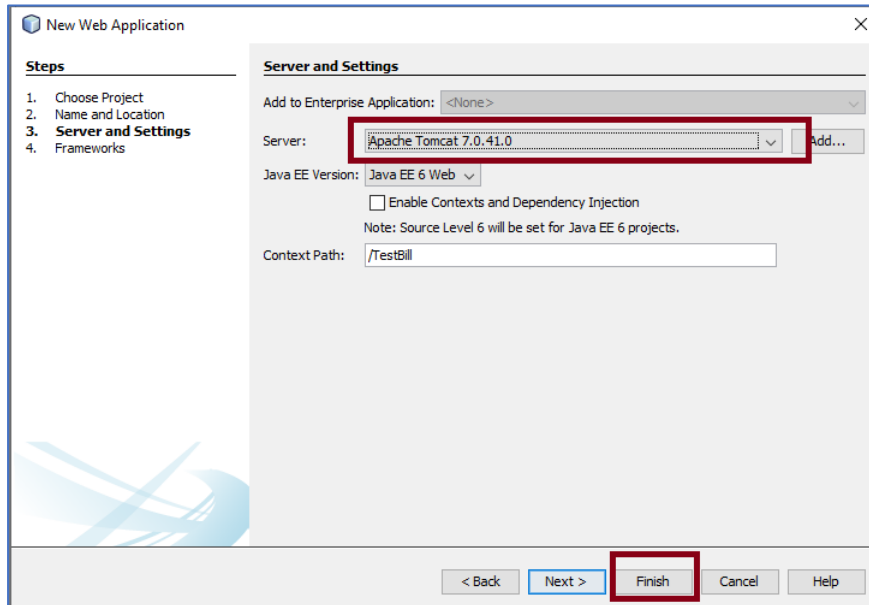 New Web Application
Steps
1. Choose Project
2. Name and Location
3. Server and Settings
4. Frameworks
Server and Settings
Add to Enterprise Application: <None>
Server: Apache Tomcat 7.0.41.0 Add...
Java EE Version: Java EE 6 Web
Enable Contexts and Dependency Injection
Note: Source Level 6 will be set for Java EE 6 projects.
Context Path: /TestBill
< Back Next > Finish Cancel Help